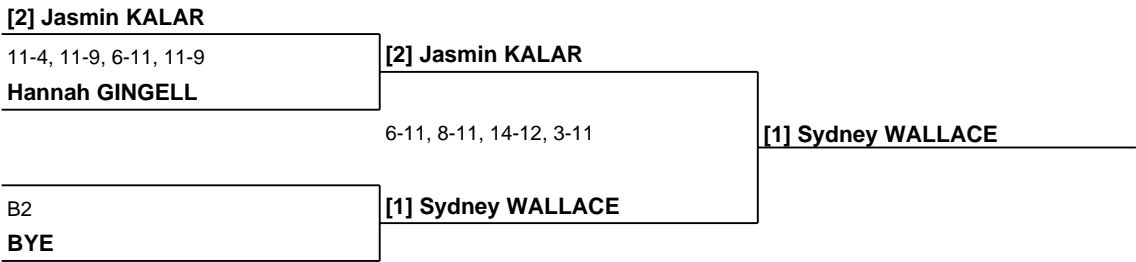 [2] Jasmin KALAR
11-4, 11-9, 6-11, 11-9
[2] Jasmin KALAR
Hannah GINGELL
6-11, 8-11, 14-12, 3-11
[1] Sydney WALLACE
B2
[1] Sydney WALLACE
BYE